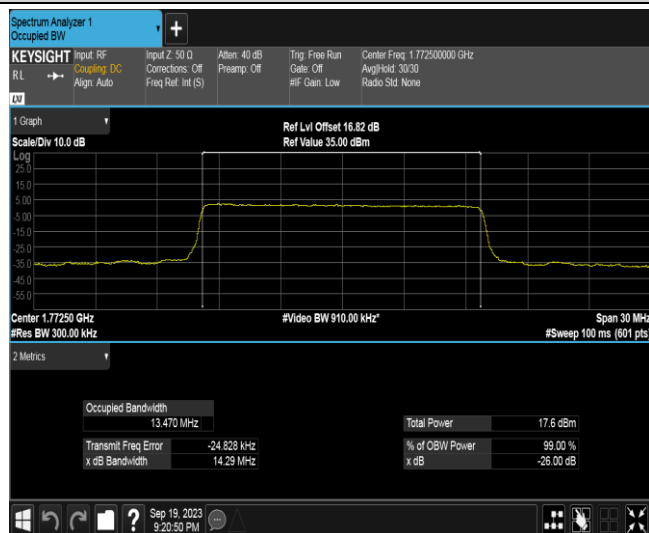 Spectrum Analyzer 1
Occupied BW
+
KEYSIGHT Input: RF Input Z: 50 Ω Atten: 40 dB Trig: Free Run Center Freq: 1.772500000 GHz
RL Coupling: DC Corrections: Off Preamp: Off Gate: Off Avg|Hold: 30/30
Align: Auto Freq Ref: Int (S) #IF Gain: Low Radio Std: None
LXI
1 Graph
Ref Lvl Offset 16.82 dB
Scale/Div 10.0 dB Ref Value 35.00 dBm
Log
25.0
15.0
5.00
-5.00
-15.0
-25.0
-35.0
-45.0
-55.0
Center 1.77250 GHz #Video BW 910.00 kHz* Span 30 MHz
#Res BW 300.00 kHz #Sweep 100 ms (601 pts)
2 Metrics
Occupied Bandwidth
13.470 MHz Total Power 17.6 dBm
Transmit Freq Error -24.828 kHz % of OBW Power 99.00 %
x dB Bandwidth 14.29 MHz x dB -26.00 dB
? Sep 19, 2023
9:20:50 PM